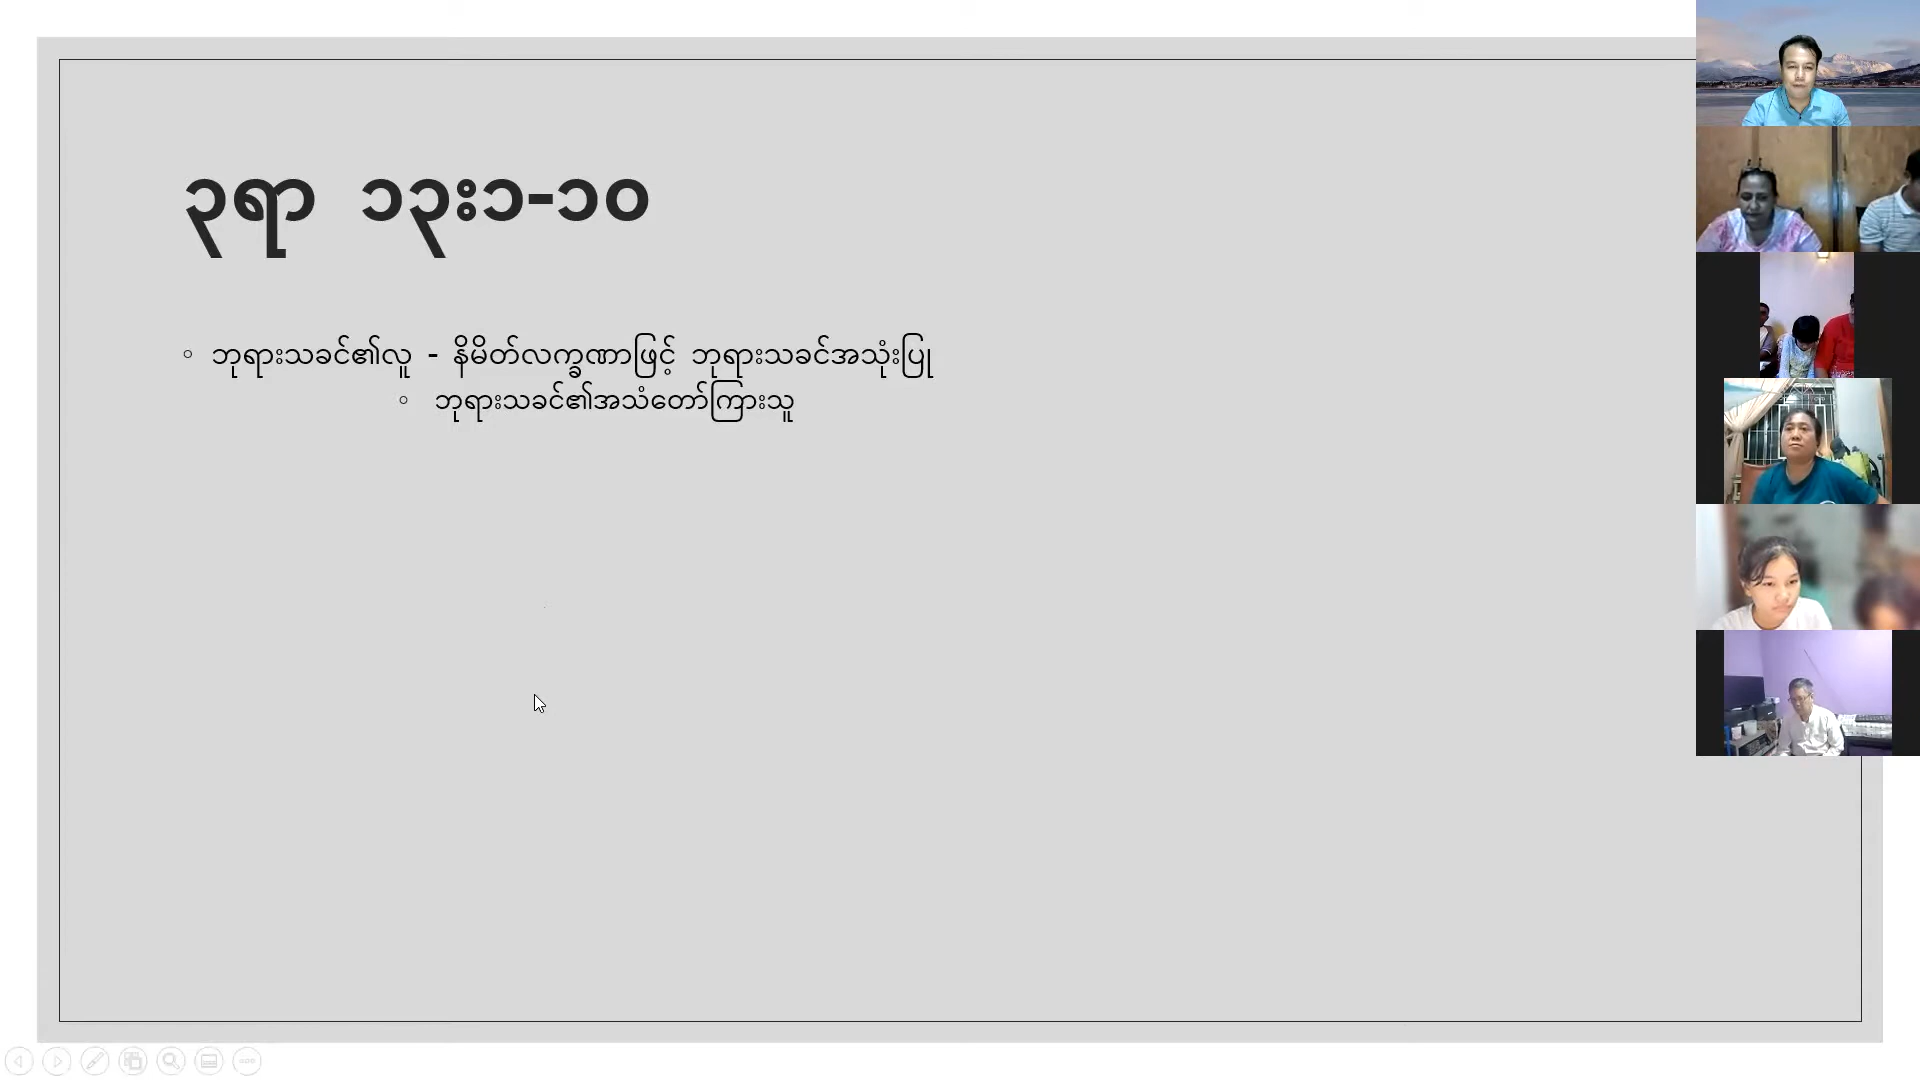 ၃ရာ ၁၃း၁-၁၀
◦ ဘုရားသခင်၏လူ - နိမိတ်လက္ခဏာဖြင့် ဘုရားသခင်အသုံးပြု
◦ ဘုရားသခင်၏အသံတော်ကြားသူ